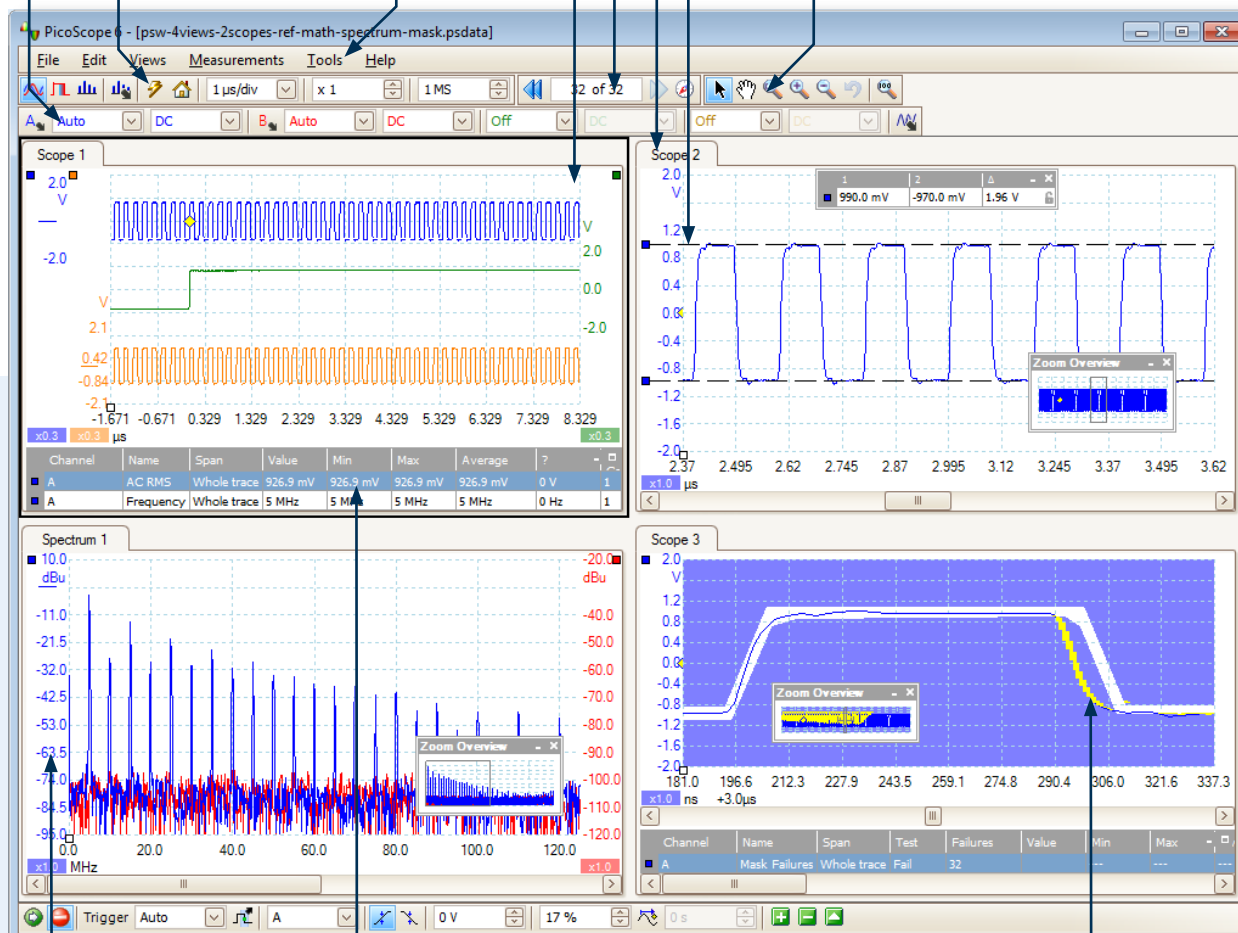 PicoScope 6 - [psw-4views-2scopes-ref-math-spectrum-mask.psdata]
File Edit Views Measurements Tools Help
1 µs/div x 1 1 MS 32 of 32
A Auto DC B Auto DC Off DC Off DC
Scope 1
2.0
V
-2.0
V
2.0
0.0
-2.0
V
2.1
0.42
-0.84
-2.1
-1.671 -0.671 0.329 1.329 2.329 3.329 4.329 5.329 6.329 7.329 8.329
x0.3 x0.3 µs x0.3
Channel Name Span Value Min Max Average ?
A AC RMS Whole trace 926.9 mV 926.9 mV 926.9 mV 926.9 mV 0 V 1
A Frequency Whole trace 5 MHz 5 MHz 5 MHz 5 MHz 0 Hz 1
Scope 2
1 2 Δ
990.0 mV -970.0 mV 1.96 V
2.0
V
1.2
0.8
0.4
0.0
-0.4
-0.8
-1.2
-1.6
-2.0
Zoom Overview
2.37 2.495 2.62 2.745 2.87 2.995 3.12 3.245 3.37 3.495 3.62
x1.0 µs
Spectrum 1
10.0
dBu
-11.0
-21.5
-32.0
-42.5
-53.0
-63.5
-74.0
-84.5
-95.0
-20.0
dBu
-40.0
-50.0
-60.0
-70.0
-80.0
-90.0
-100.0
-110.0
-120.0
Zoom Overview
0.0 20.0 40.0 60.0 80.0 100.0 120.0
x1.0 MHz x1.0
Scope 3
2.0
V
1.2
0.8
0.4
0.0
-0.4
-0.8
-1.2
-1.6
-2.0
Zoom Overview
181.0 196.6 212.3 227.9 243.5 259.1 274.8 290.4 306.0 321.6 337.3
x1.0 ns +3.0µs
Channel Name Span Test Failures Value Min Max
A Mask Failures Whole trace Fail 32 --- --- ---
Trigger Auto A 0 V 17 % 0 s